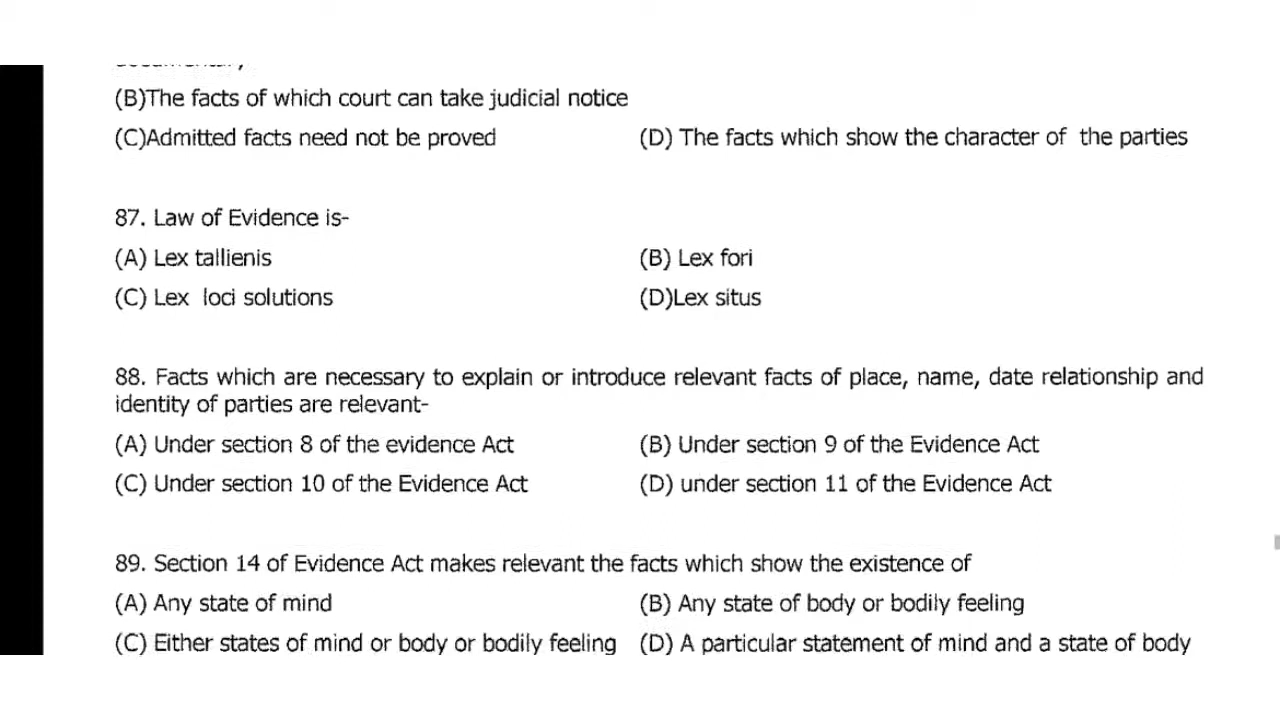 (B)The facts of which court can take judicial notice
(C)Admitted facts need not be proved (D) The facts which show the character of the parties
87. Law of Evidence is-
(A) Lex tallienis (B) Lex fori
(C) Lex loci solutions (D)Lex situs
88. Facts which are necessary to explain or introduce relevant facts of place, name, date relationship and
identity of parties are relevant-
(A) Under section 8 of the evidence Act (B) Under section 9 of the Evidence Act
(C) Under section 10 of the Evidence Act (D) under section 11 of the Evidence Act
89. Section 14 of Evidence Act makes relevant the facts which show the existence of
(A) Any state of mind (B) Any state of body or bodily feeling
(C) Either states of mind or body or bodily feeling (D) A particular statement of mind and a state of body